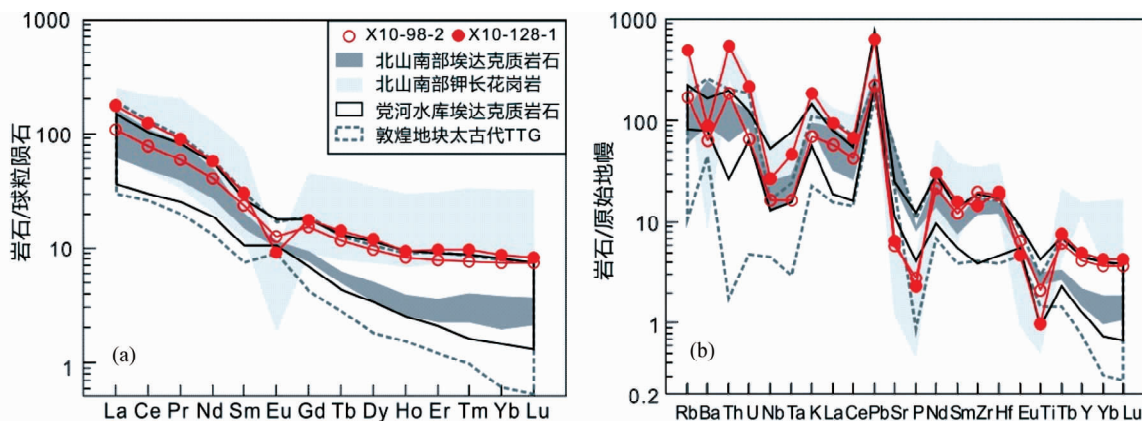 岩石/球粒陨石
1000
100
10
1
X10-98-2 X10-128-1
北山南部埃达克质岩石
北山南部钾长花岗岩
党河水库埃达克质岩石
敦煌地块太古代TTG
(a)
La Ce Pr Nd Sm Eu Gd Tb Dy Ho Er Tm Yb Lu
岩石/原始地幔
1000
100
10
1
0.2
(b)
Rb Ba Th U Nb Ta K La Ce Pb Sr P Nd Sm Zr Hf Eu Ti Tb Y Yb Lu